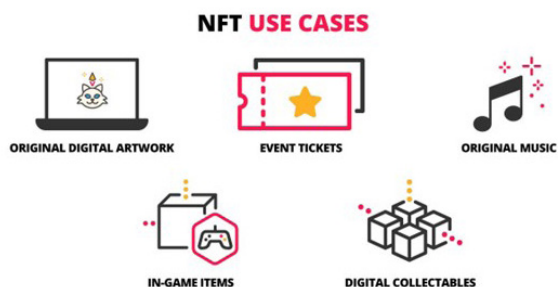 NFT USE CASES
ORIGINAL DIGITAL ARTWORK
EVENT TICKETS
ORIGINAL MUSIC
IN-GAME ITEMS
DIGITAL COLLECTABLES